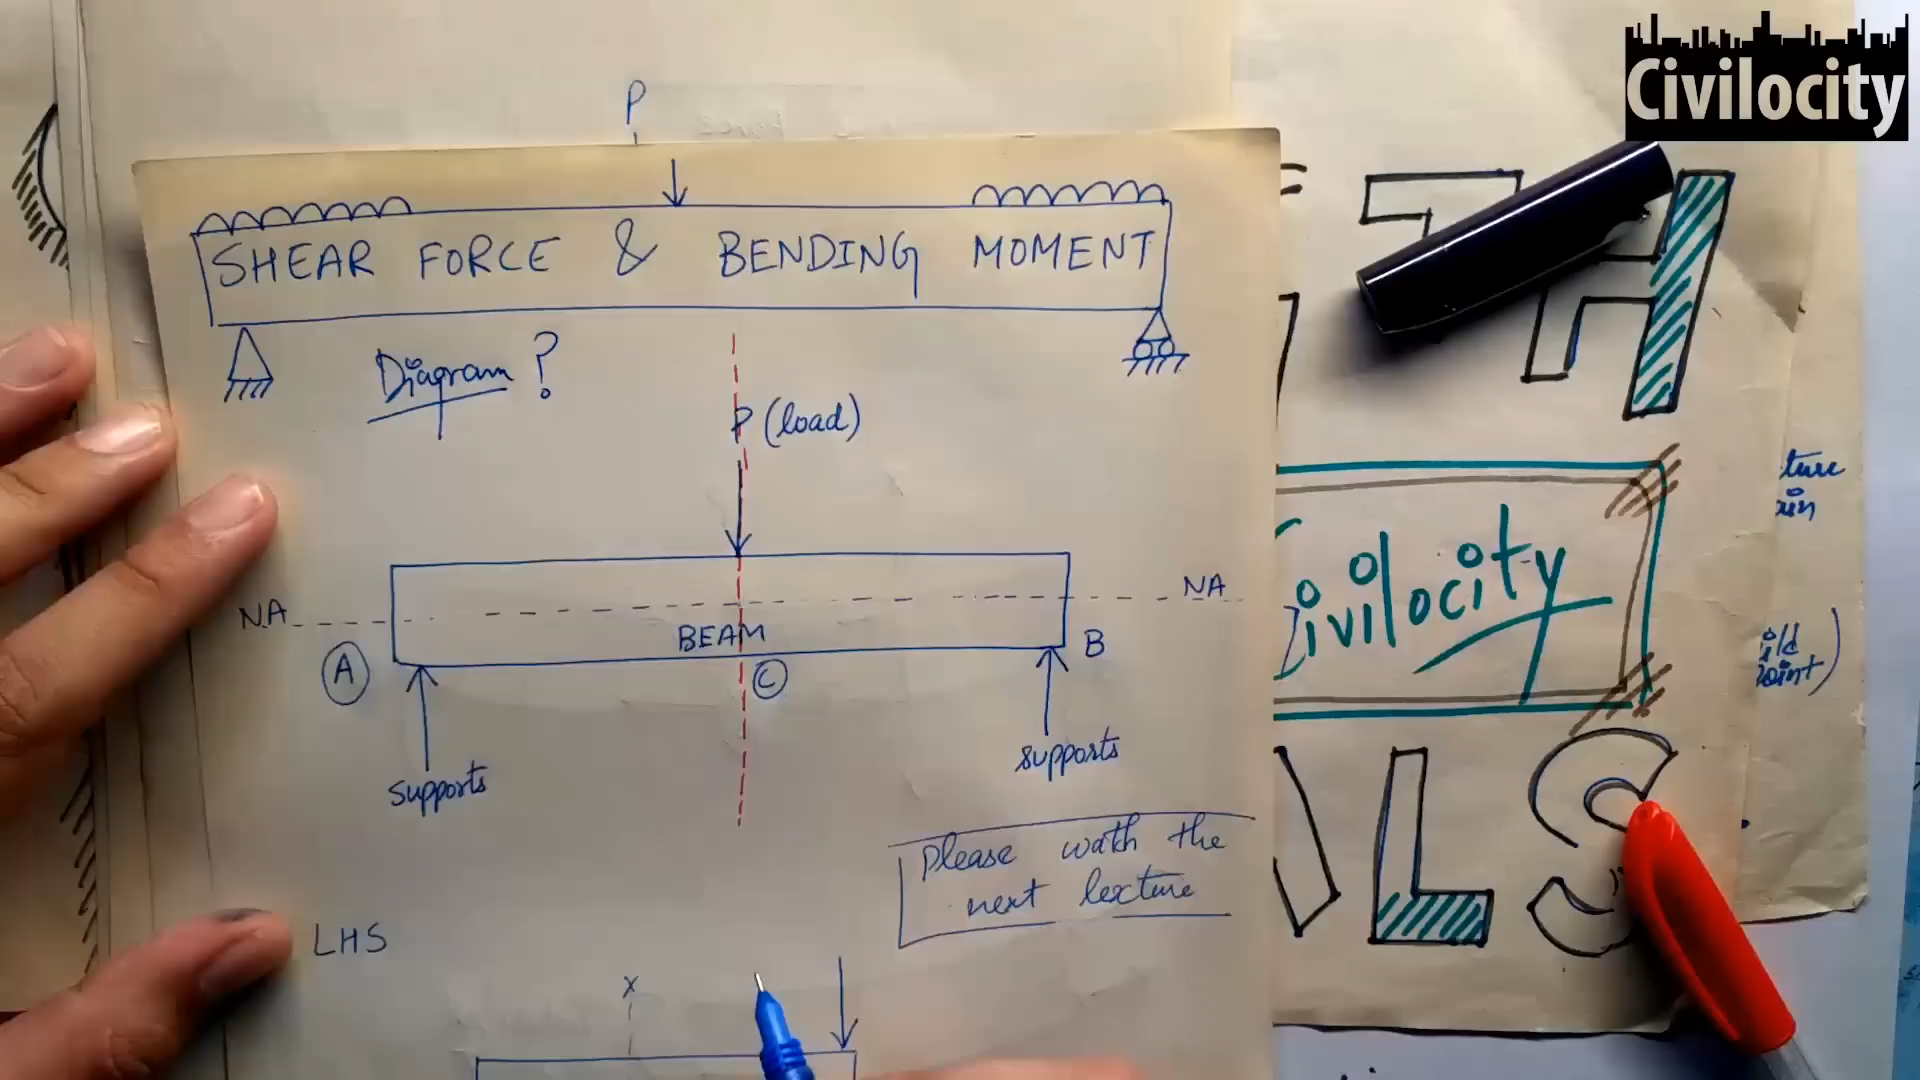 Civilocity
P
SHEAR FORCE & BENDING MOMENT
Diagram ?
P (load)
NA
NA
BEAM
A
C
B
supports
supports
Please wath the
next lecture
LHS
x
H
Civilocity
LS